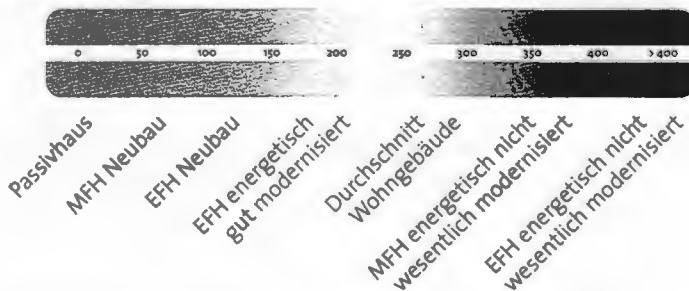 0 50 100 150 200 250 300 350 400 >400
Passivhaus
MFH Neubau
EFH Neubau
EFH energetisch
gut modernisiert
Durchschnitt
Wohngebäude
MFH energetisch nicht
wesentlich modernisiert
EFH energetisch nicht
wesentlich modernisiert